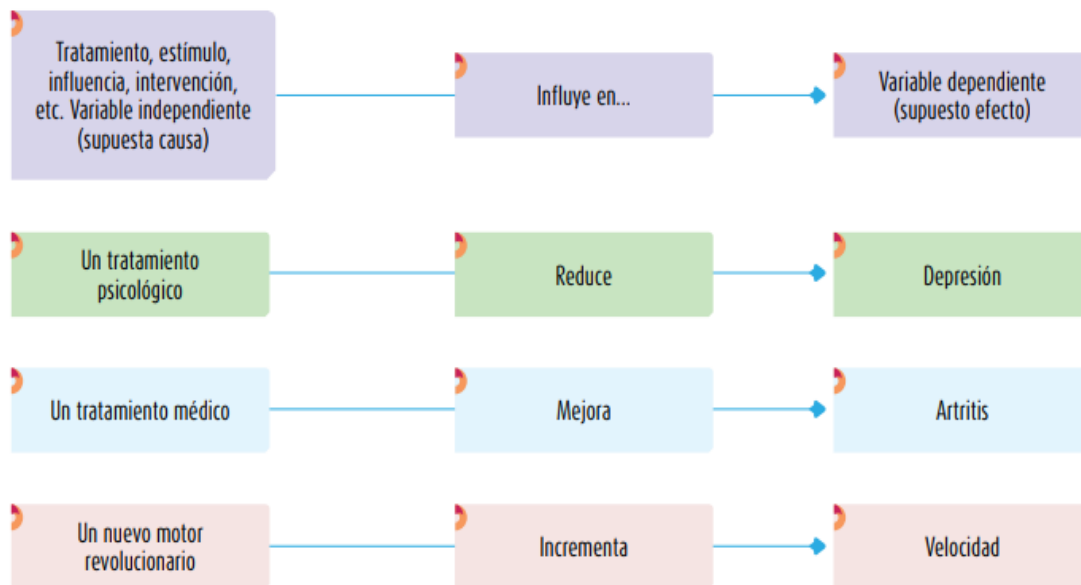 Tratamiento, estímulo,
influencia, intervención,
etc. Variable independiente
(supuesta causa)
Influye en...
Variable dependiente
(supuesto efecto)
Un tratamiento
psicológico
Reduce
Depresión
Un tratamiento médico
Mejora
Artritis
Un nuevo motor
revolucionario
Incrementa
Velocidad